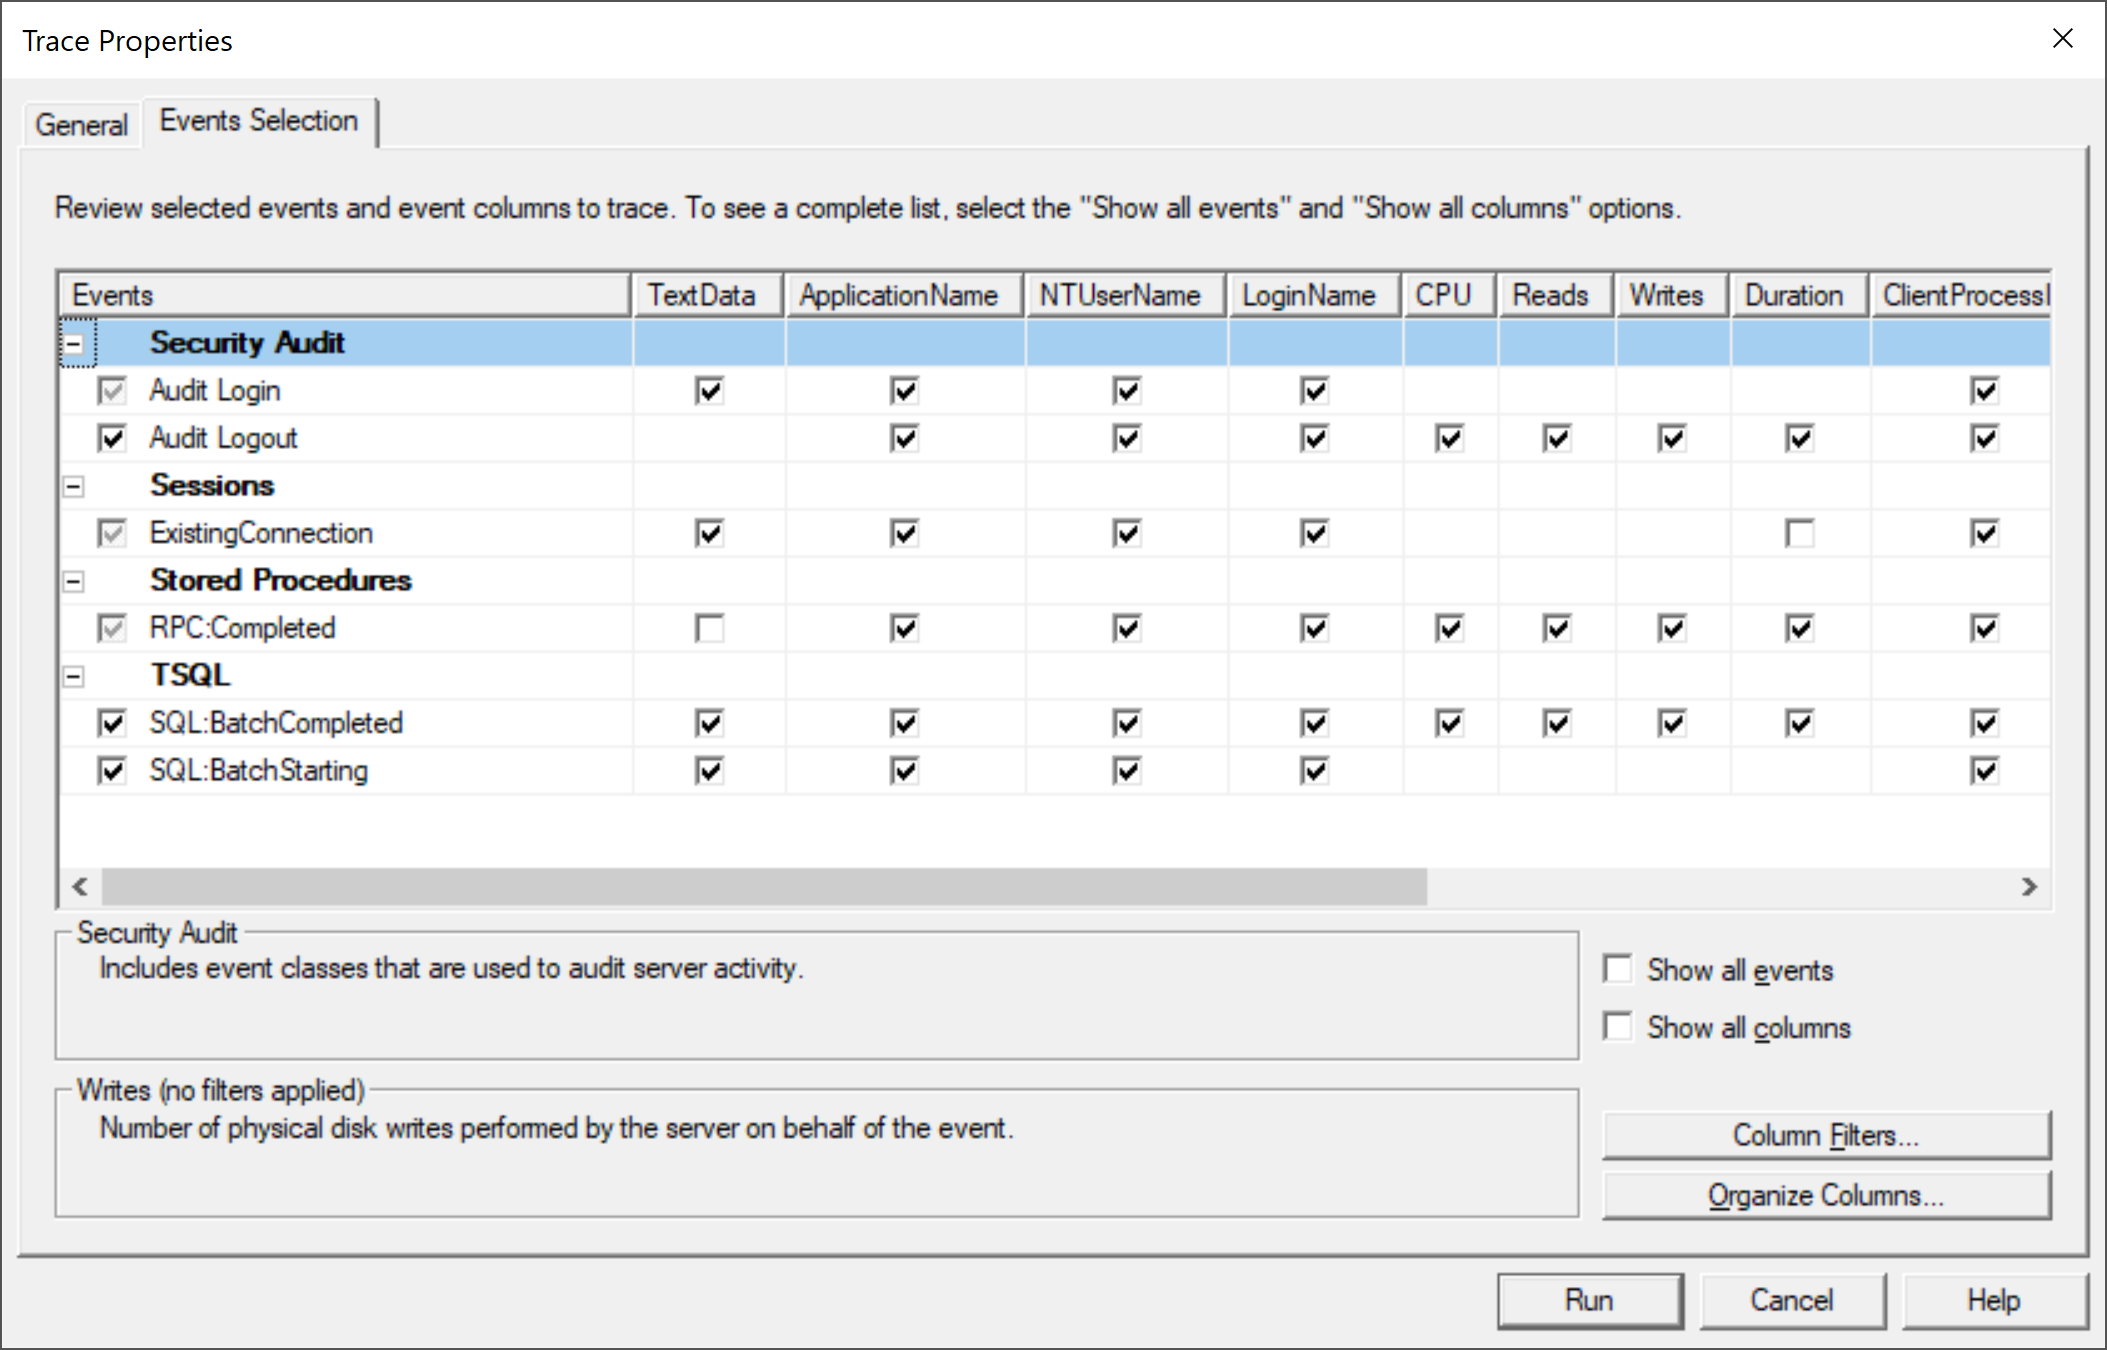 Trace Properties
General
Events Selection
Review selected events and event columns to trace. To see a complete list, select the "Show all events" and "Show all columns" options.
Events TextData ApplicationName NTUserName LoginName CPU Reads Writes Duration ClientProcessI
Security Audit
Audit Login
Audit Logout
Sessions
ExistingConnection
Stored Procedures
RPC:Completed
TSQL
SQL:BatchCompleted
SQL:BatchStarting
Security Audit
Includes event classes that are used to audit server activity.
Show all events
Show all columns
Writes (no filters applied)
Number of physical disk writes performed by the server on behalf of the event.
Column Filters...
Organize Columns...
Run
Cancel
Help